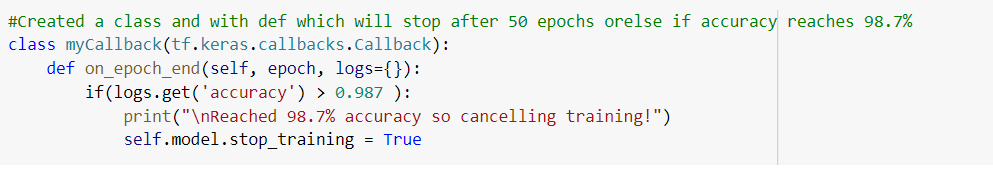 #Created a class and with def which will stop after 50 epochs orelse if accuracy reaches 98.7%
class myCallback(tf.keras.callbacks.Callback):
    def on_epoch_end(self, epoch, logs={}):
        if(logs.get('accuracy') > 0.987 ):
            print("\nReached 98.7% accuracy so cancelling training!")
            self.model.stop_training = True